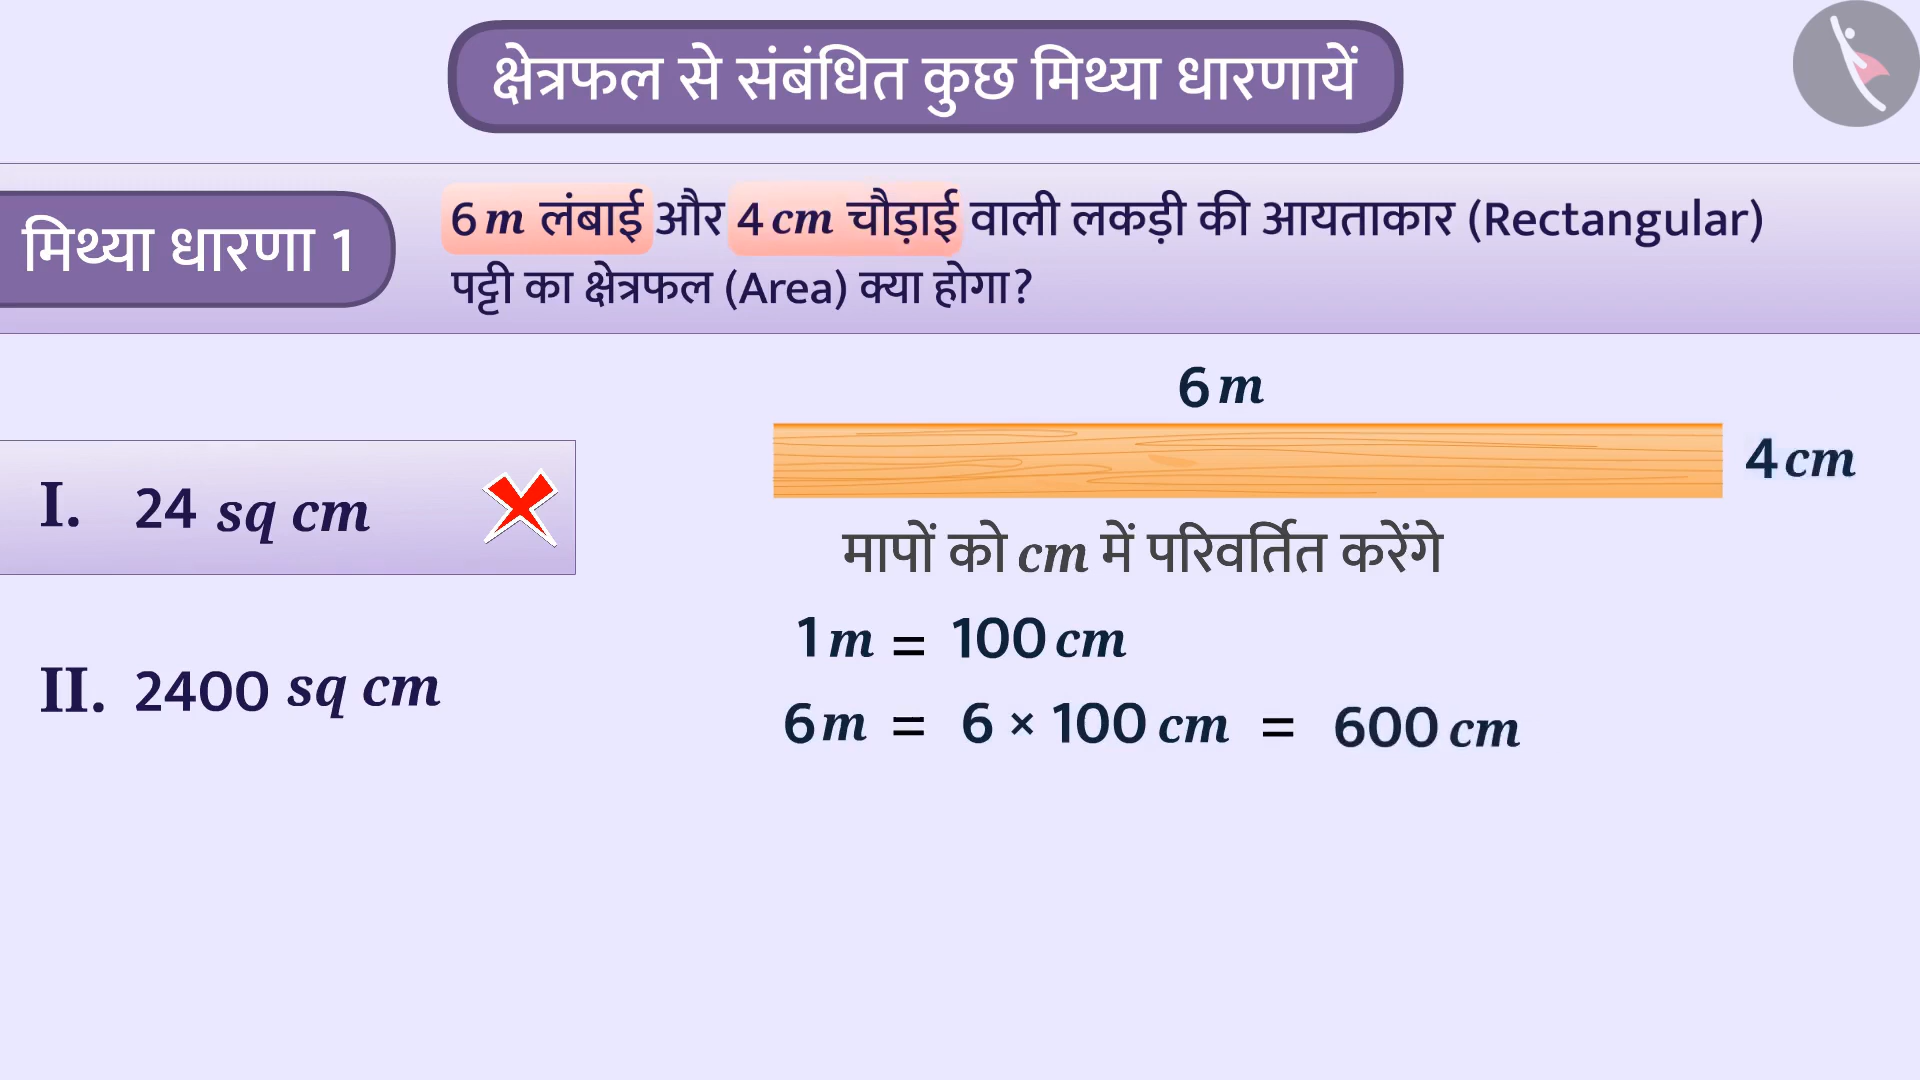 क्षेत्रफल से संबंधित कुछ मिथ्या धारणायें
मिथ्या धारणा 1
6 m लंबाई और 4 cm चौड़ाई वाली लकड़ी की आयताकार (Rectangular)
पट्टी का क्षेत्रफल (Area) क्या होगा?
6 m
4 cm
I. 24 sq cm
मापों को cm में परिवर्तित करेंगे
1 m = 100 cm
II. 2400 sq cm
6 m = 6 × 100 cm = 600 cm